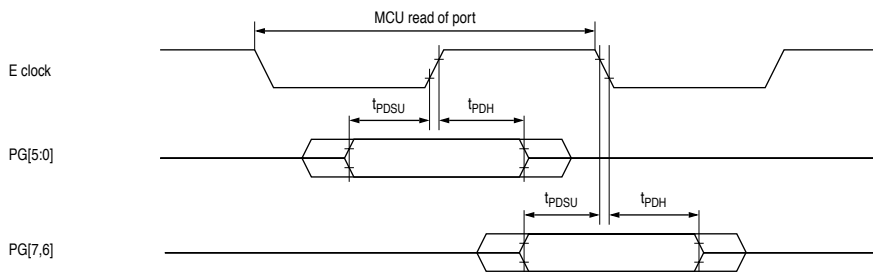 MCU read of port
E clock
tPDSU
tPDH
PG[5:0]
tPDSU
tPDH
PG[7,6]